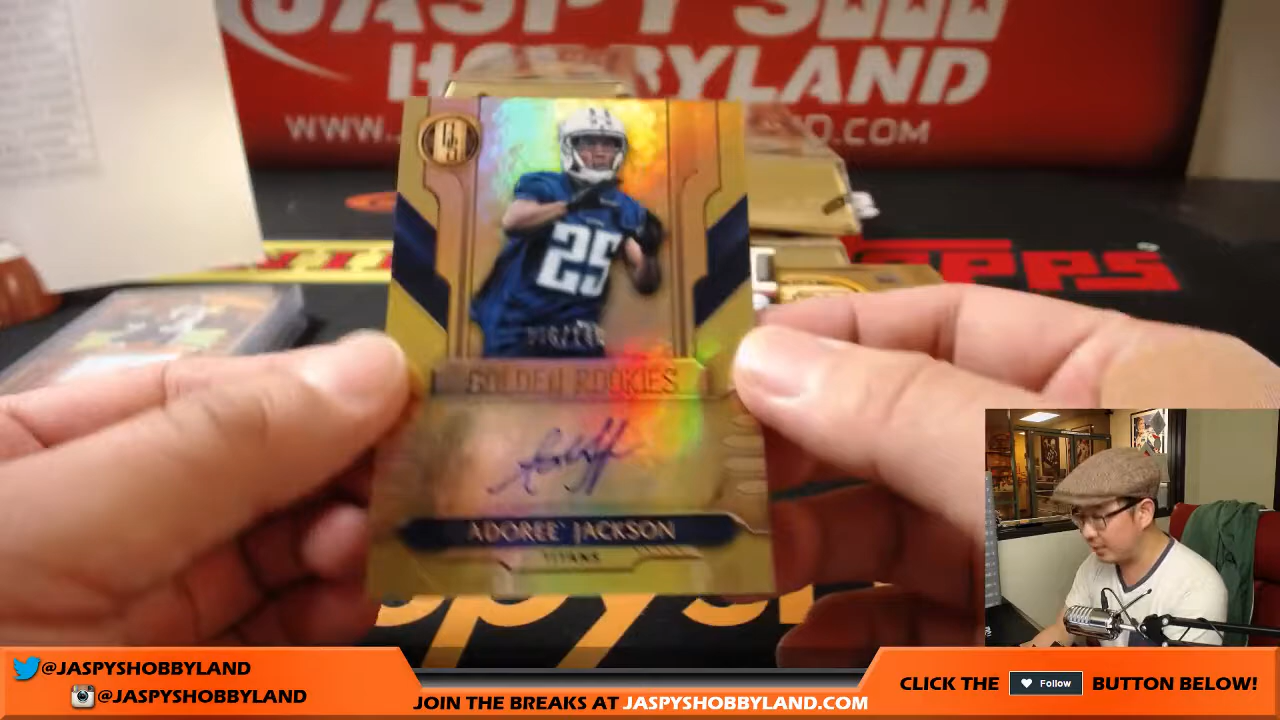 JASPY'S
HOBBYLAND
WWW.
D.COM
25
GOLDEN ROOKIES
ADOREE' JACKSON
TITANS
@JASPYSHOBBYLAND
@JASPYSHOBBYLAND
JOIN THE BREAKS AT JASPYSHOBBYLAND.COM
CLICK THE Follow BUTTON BELOW!